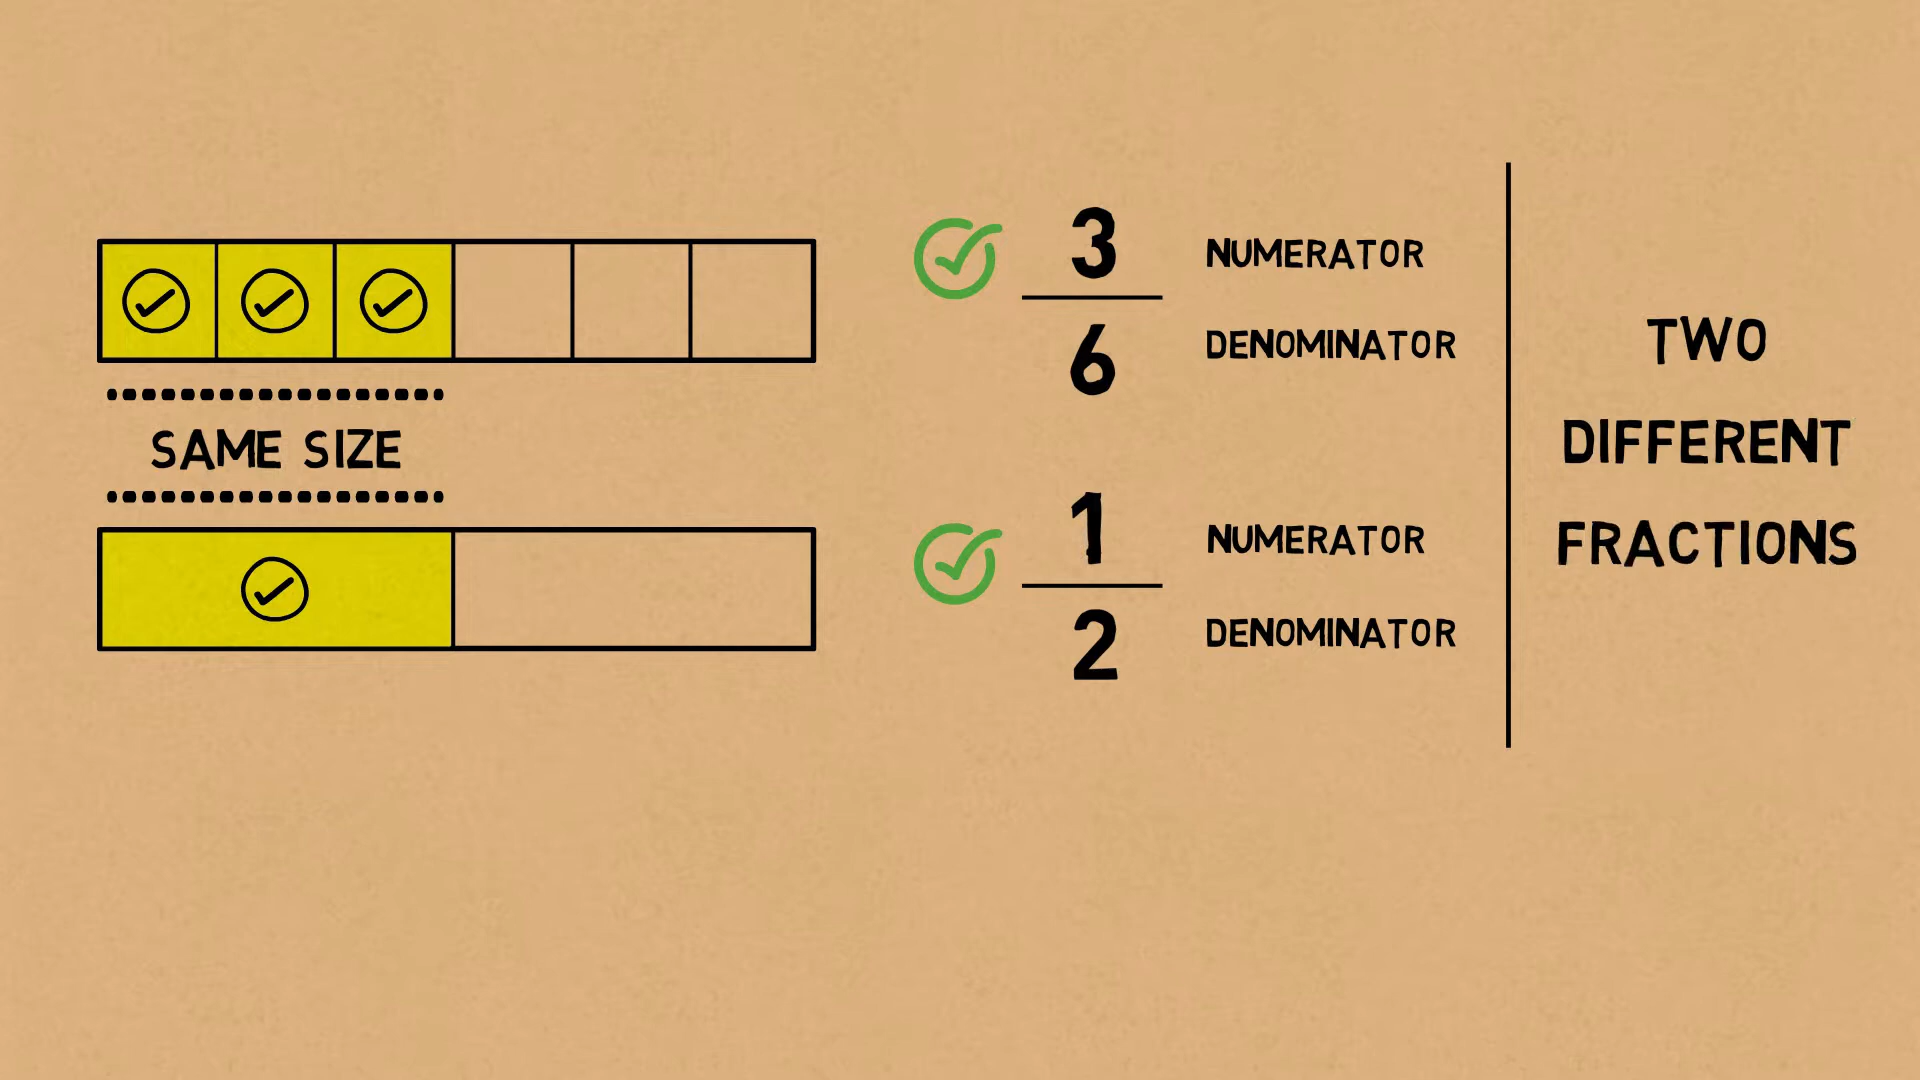 SAME SIZE
3
6
NUMERATOR
DENOMINATOR
1
2
NUMERATOR
DENOMINATOR
TWO
DIFFERENT
FRACTIONS